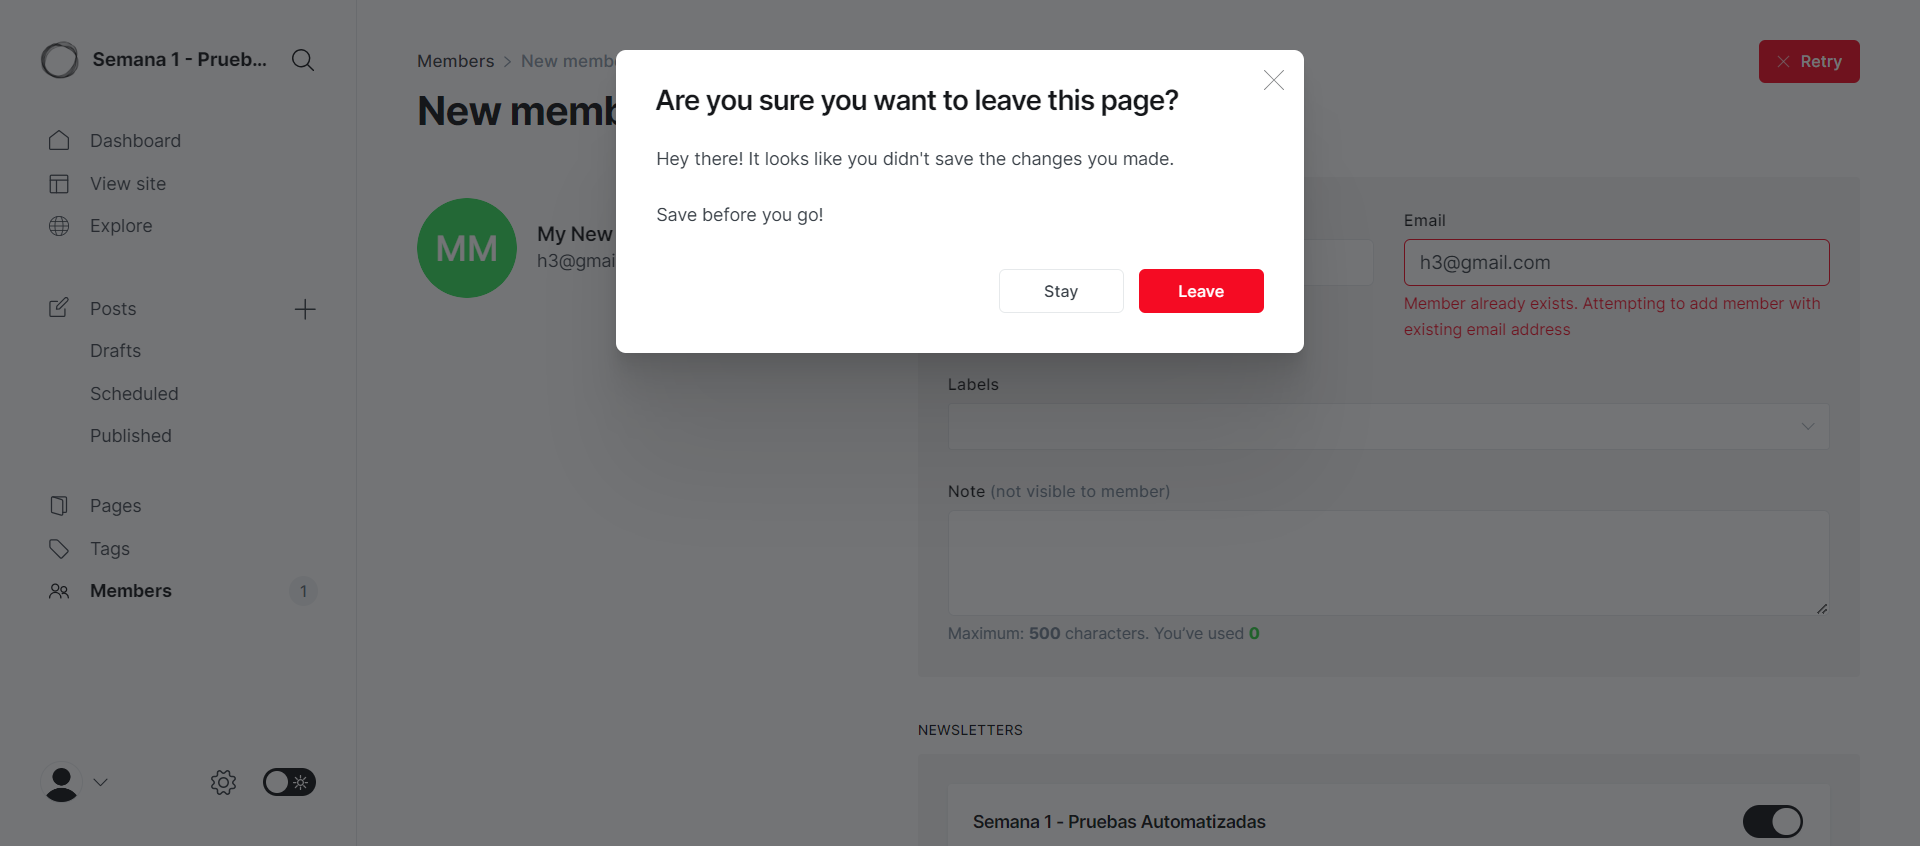 Semana 1 - Prueb...
Dashboard
View site
Explore
Posts
Drafts
Scheduled
Published
Pages
Tags
Members
1
Members > New memb
New memb
Retry
MM
My New
h3@gmai
Are you sure you want to leave this page?
Hey there! It looks like you didn't save the changes you made.
Save before you go!
Stay
Leave
Email
h3@gmail.com
Member already exists. Attempting to add member with
existing email address
Labels
Note (not visible to member)
Maximum: 500 characters. You've used 0
NEWSLETTERS
Semana 1 - Pruebas Automatizadas